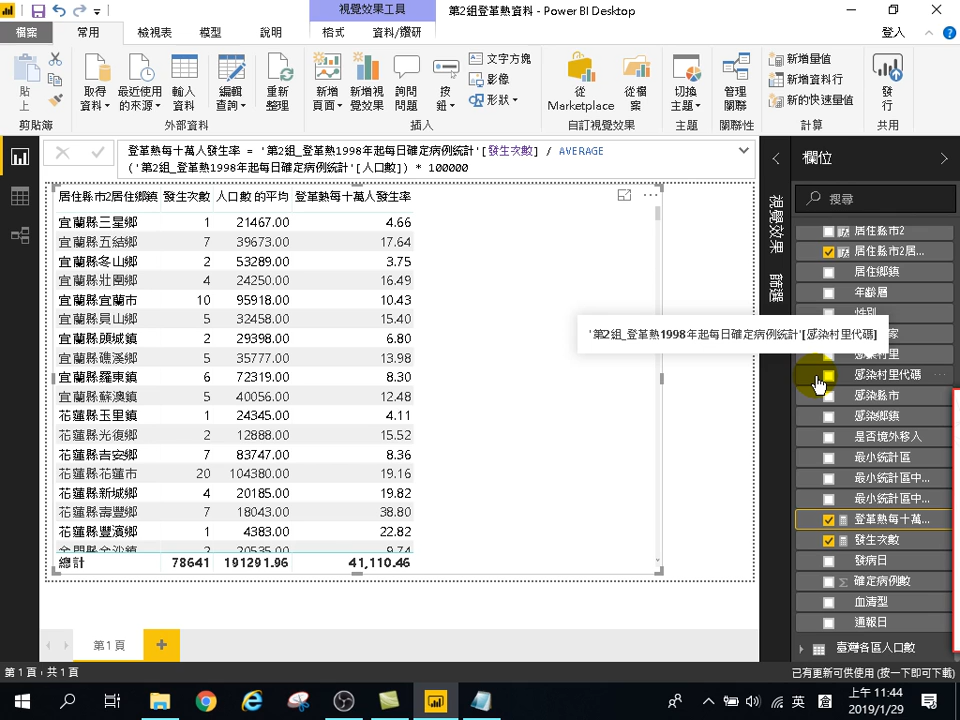 第2組登革熱資料 - Power BI Desktop
視覺效果工具
登入
檔案
常用
檢視表
模型
說明
格式
資料/鑽研
貼上
剪貼簿
取得資料
最近使用的來源
輸入資料
編輯查詢
重新整理
外部資料
新增頁面
新增視覺效果
詢問問題
按鈕
文字方塊
影像
形狀
插入
從 Marketplace
從檔案
自訂視覺效果
切換主題
主題
管理關聯
關聯性
新增量值
新增資料行
新的快速量值
計算
發行
共用
登革熱每十萬人發生率 = '第2組_登革熱1998年起每日確定病例統計'[發生次數] / AVERAGE
('第2組_登革熱1998年起每日確定病例統計'[人口數]) * 100000
居住縣市2居住鄉鎮 發生次數 人口數 的平均 登革熱每十萬人發生率
宜蘭縣三星鄉 1 21467.00 4.66
宜蘭縣五結鄉 7 39673.00 17.64
宜蘭縣冬山鄉 2 53289.00 3.75
宜蘭縣壯圍鄉 4 24250.00 16.49
宜蘭縣宜蘭市 10 95918.00 10.43
宜蘭縣員山鄉 5 32458.00 15.40
宜蘭縣頭城鎮 2 29398.00 6.80
宜蘭縣礁溪鄉 5 35777.00 13.98
宜蘭縣羅東鎮 6 72319.00 8.30
宜蘭縣蘇澳鎮 5 40056.00 12.48
花蓮縣玉里鎮 1 24345.00 4.11
花蓮縣光復鄉 2 12888.00 15.52
花蓮縣吉安鄉 7 83747.00 8.36
花蓮縣花蓮市 20 104380.00 19.16
花蓮縣新城鄉 4 20185.00 19.82
花蓮縣壽豐鄉 7 18043.00 38.80
花蓮縣豐濱鄉 1 4383.00 22.82
金門縣金沙鎮 2 20535.00 9.74
總計 78641 191291.96 41,110.46
視覺效果
篩選
欄位
搜尋
居住縣市2
居住縣市2居...
居住鄉鎮
年齡層
性別
'第2組_登革熱1998年起每日確定病例統計'[感染村里代碼]
感染村里
感染村里代碼
感染縣市
感染鄉鎮
是否境外移入
最小統計區
最小統計區中...
最小統計區中...
登革熱每十萬...
發生次數
發病日
確定病例數
血清型
通報日
臺灣各區人口數
第 1 頁
第 1 頁，共 1 頁
已有更新可供使用 (按一下即可下載)
英
上午 11:44
2019/1/29